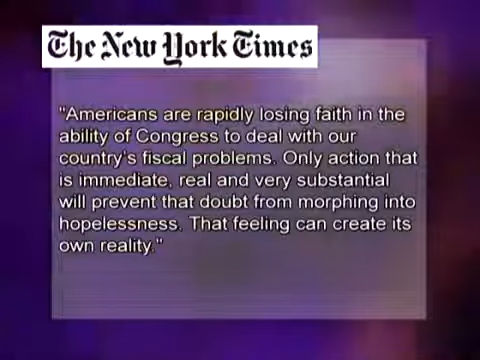 The New York Times
"Americans are rapidly losing faith in the
ability of Congress to deal with our
country's fiscal problems. Only action that
is immediate, real and very substantial
will prevent that doubt from morphing into
hopelessness. That feeling can create its
own reality."